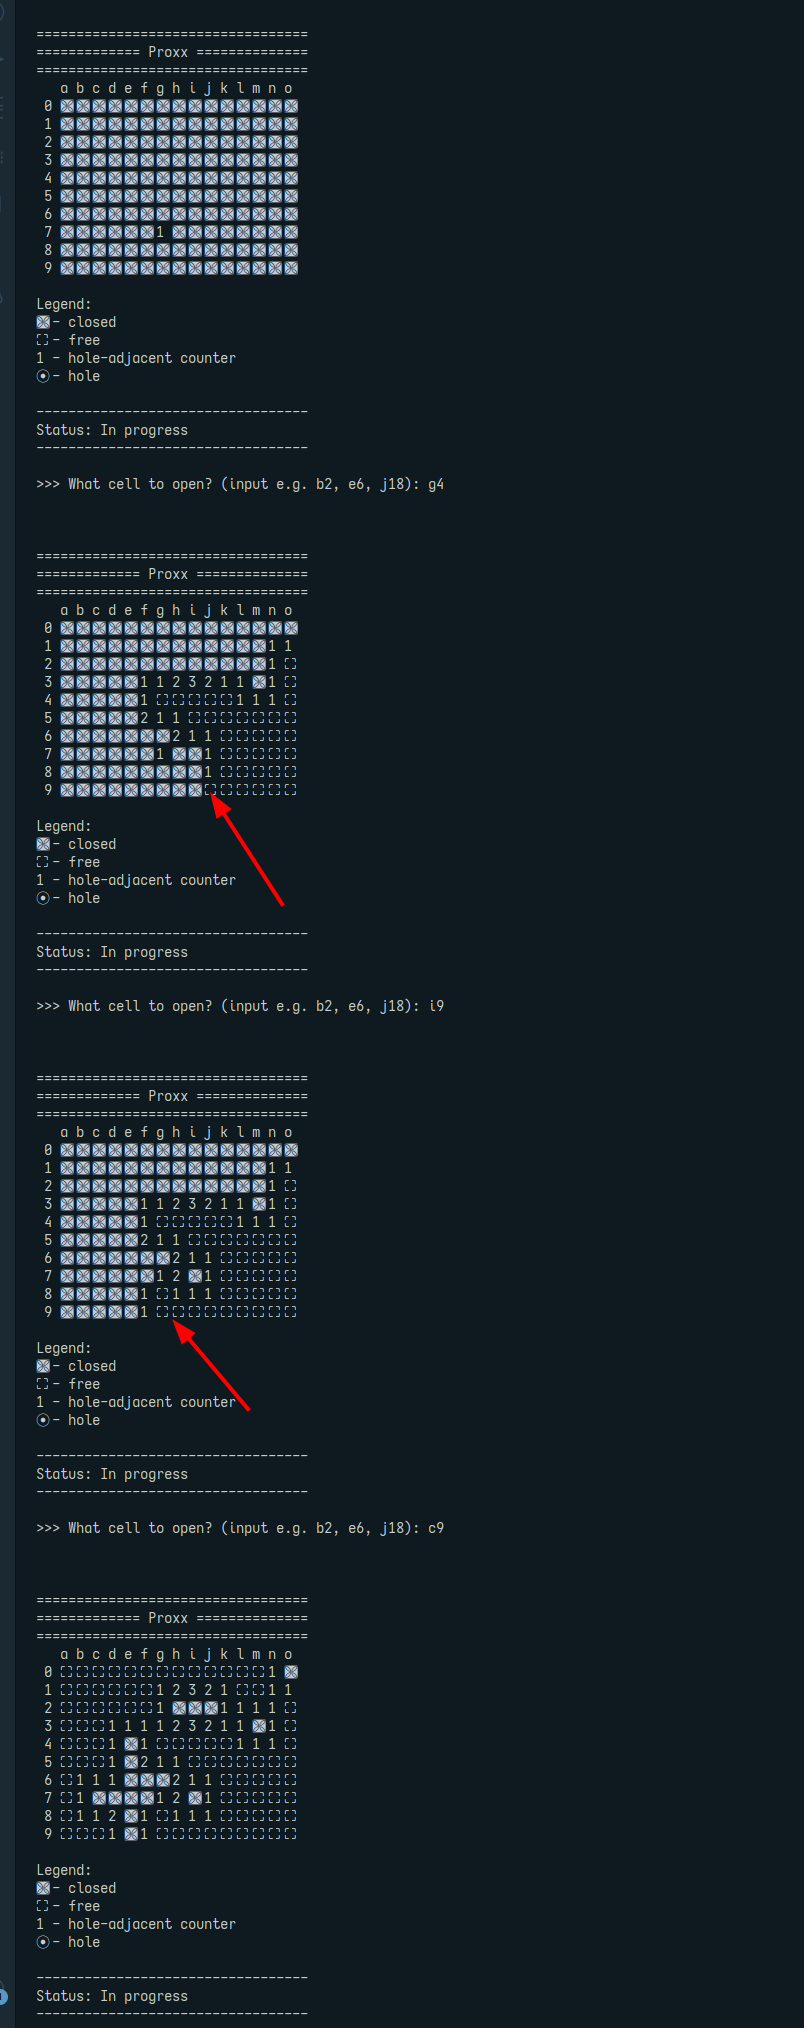 ==================================
============= Proxx ==============
==================================
a b c d e f g h i j k l m n o
0
1
2
3
4
5
6
7 1
8
9
Legend:
- closed
- free
1 - hole-adjacent counter
- hole
----------------------------------
Status: In progress
----------------------------------
>>> What cell to open? (input e.g. b2, e6, j18): g4
==================================
============= Proxx ==============
==================================
a b c d e f g h i j k l m n o
0
1 1 1
2 1
3 1 1 2 3 2 1 1 1
4 1 1 1 1
5 2 1 1
6 2 1 1
7 1 1
8 1
9
Legend:
- closed
- free
1 - hole-adjacent counter
- hole
----------------------------------
Status: In progress
----------------------------------
>>> What cell to open? (input e.g. b2, e6, j18): i9
==================================
============= Proxx ==============
==================================
a b c d e f g h i j k l m n o
0
1 1 1
2 1
3 1 1 2 3 2 1 1 1
4 1 1 1 1
5 2 1 1
6 2 1 1
7 1 2 1
8 1 1 1 1
9 1
Legend:
- closed
- free
1 - hole-adjacent counter
- hole
----------------------------------
Status: In progress
----------------------------------
>>> What cell to open? (input e.g. b2, e6, j18): c9
==================================
============= Proxx ==============
==================================
a b c d e f g h i j k l m n o
0 1
1 1 2 3 2 1 1 1
2 1 1 1 1 1
3 1 1 1 1 2 3 2 1 1 1
4 1 1 1 1 1
5 1 2 1 1
6 1 1 1 2 1 1
7 1 1 2 1
8 1 1 2 1 1 1 1
9 1 1
Legend:
- closed
- free
1 - hole-adjacent counter
- hole
----------------------------------
Status: In progress
----------------------------------